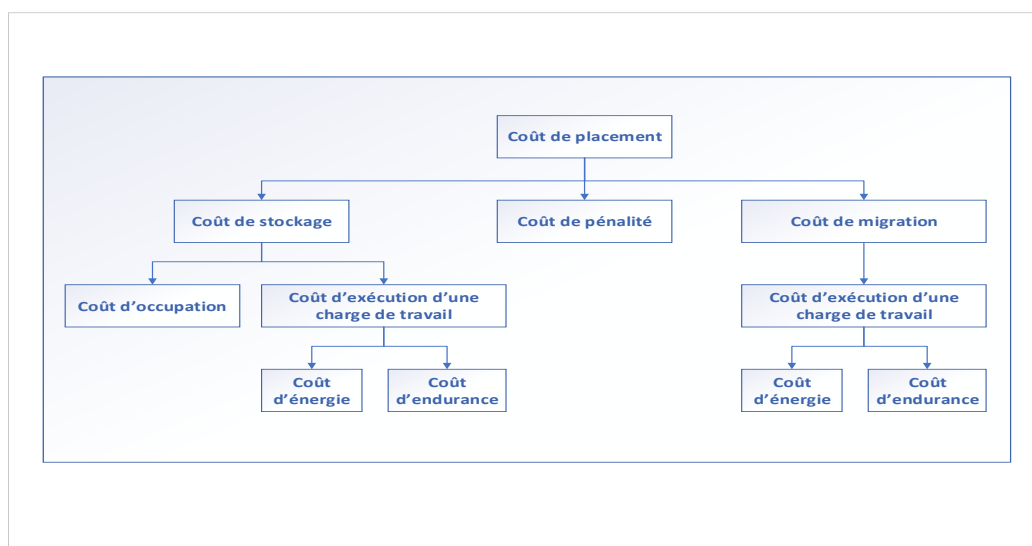 Coût de placement
Coût de stockage
Coût de pénalité
Coût de migration
Coût d’occupation
Coût d’exécution d’une
charge de travail
Coût d’exécution d’une
charge de travail
Coût
d’énergie
Coût
d’endurance
Coût
d’énergie
Coût
d’endurance